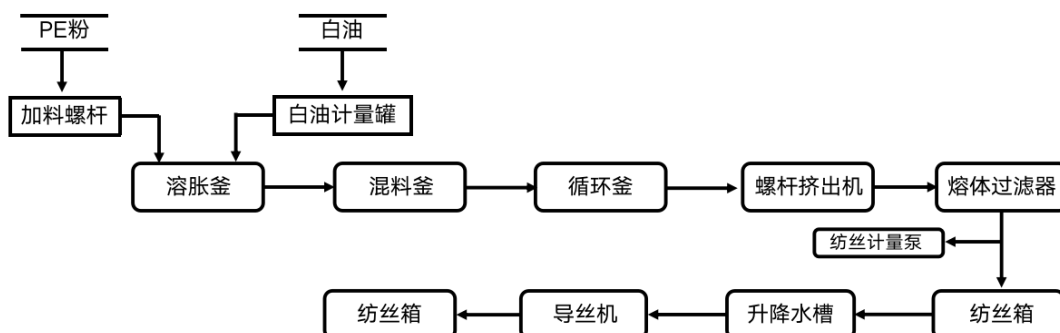 PE粉
白油
加料螺杆
白油计量罐
溶胀釜
混料釜
循环釜
螺杆挤出机
熔体过滤器
纺丝计量泵
纺丝箱
导丝机
升降水槽
纺丝箱